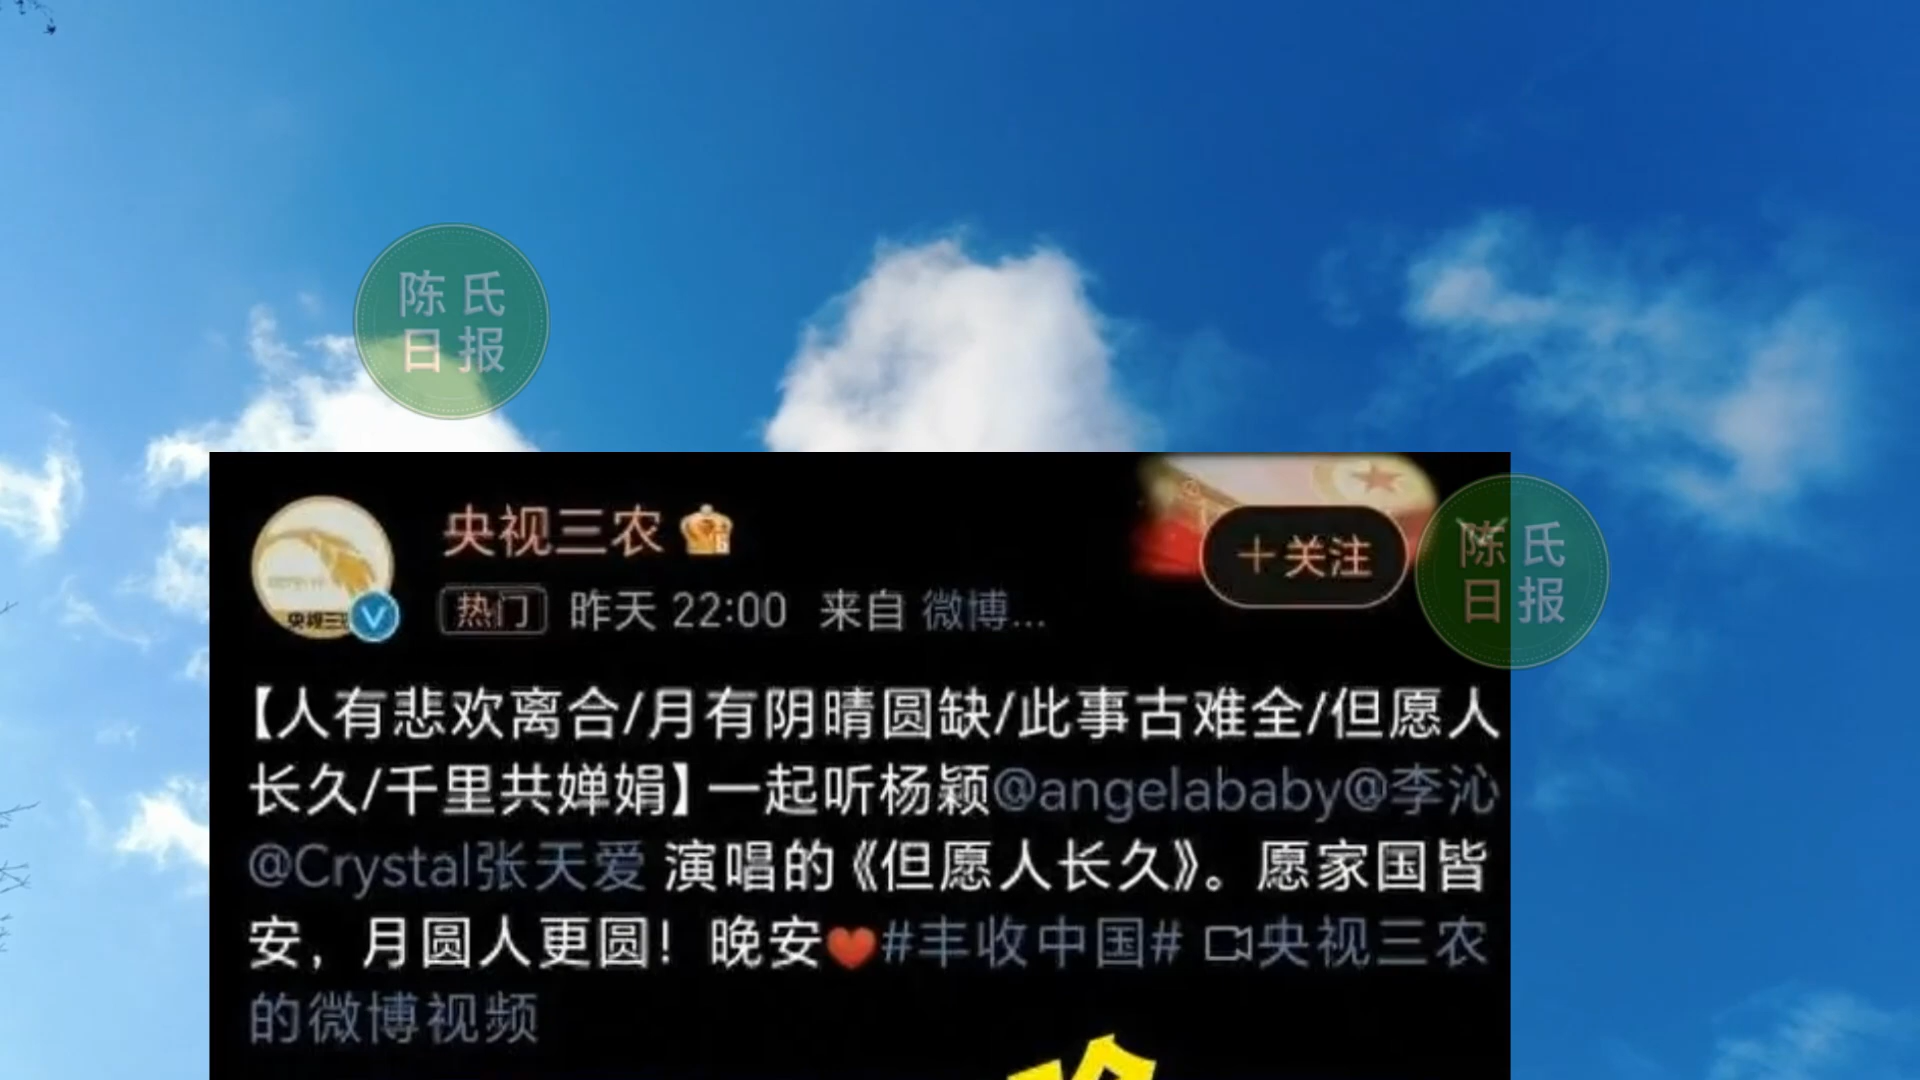 陈氏
日报
央视三农
央视三农
+关注
陈氏
日报
热门 昨天 22:00 来自 微博...
【人有悲欢离合/月有阴晴圆缺/此事古难全/但愿人
长久/千里共婵娟】一起听杨颖@angelababy@李沁
@Crystal张天爱 演唱的《但愿人长久》。愿家国皆
安，月圆人更圆！晚安❤#丰收中国# 央视三农
的微博视频